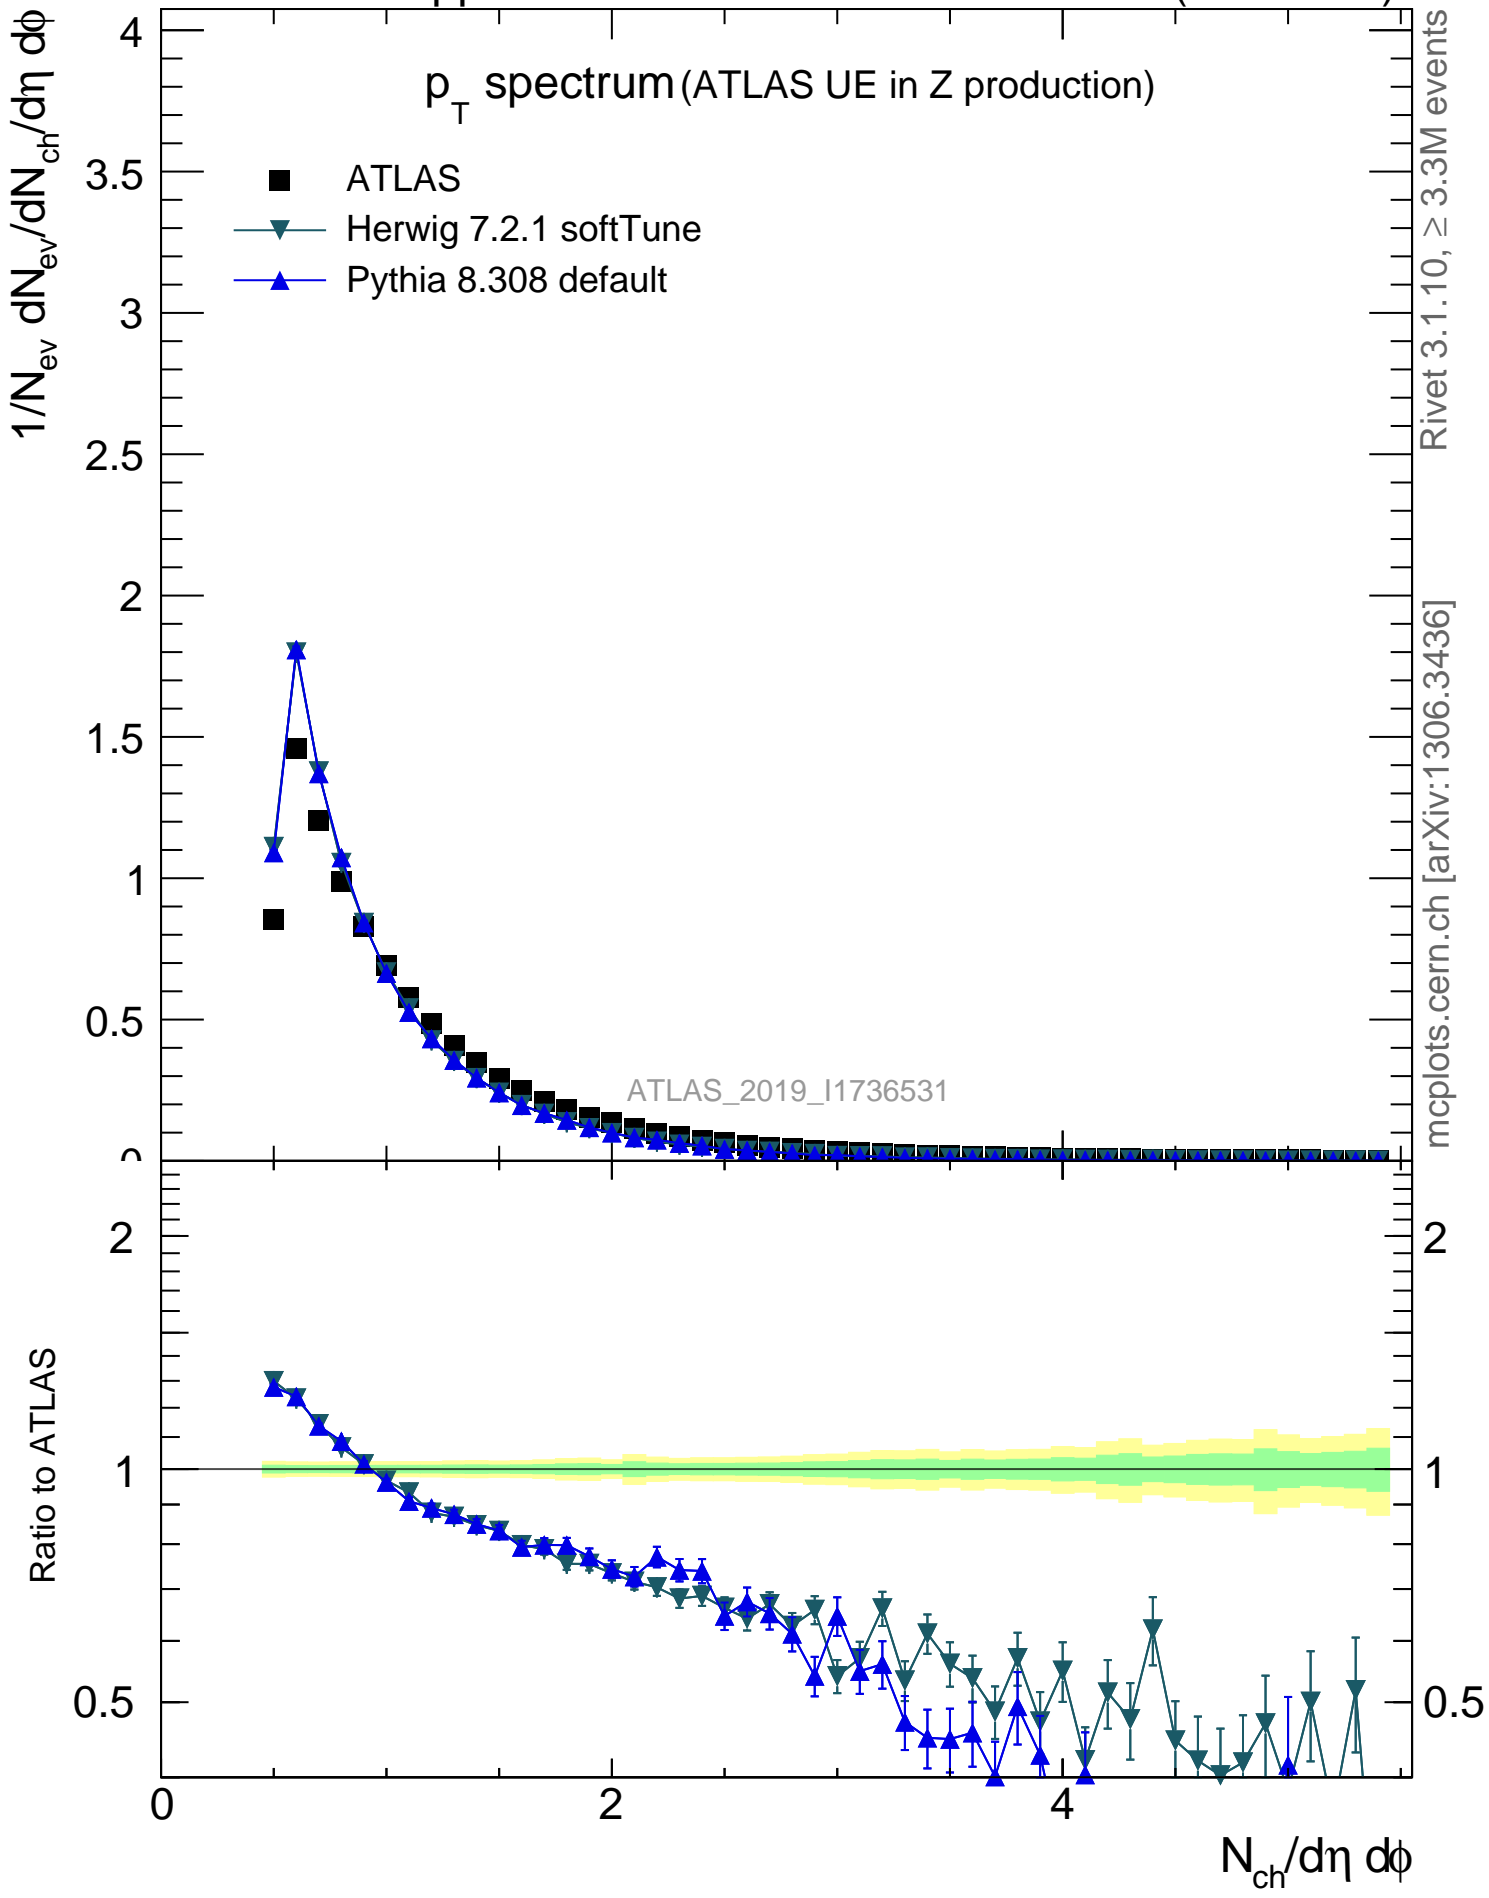 pp
p_T spectrum (ATLAS UE in Z production)
ATLAS
Herwig 7.2.1 softTune
Pythia 8.308 default
1/N_ev dN_ev/dN_ch/dη dϕ
4
3.5
3
2.5
2
1.5
1
0.5
0
ATLAS_2019_I1736531
Rivet 3.1.10, ≥ 3.3M events
mcplots.cern.ch [arXiv:1306.3436]
Ratio to ATLAS
2
1
0.5
2
1
0.5
0
2
4
N_ch/dη dϕ